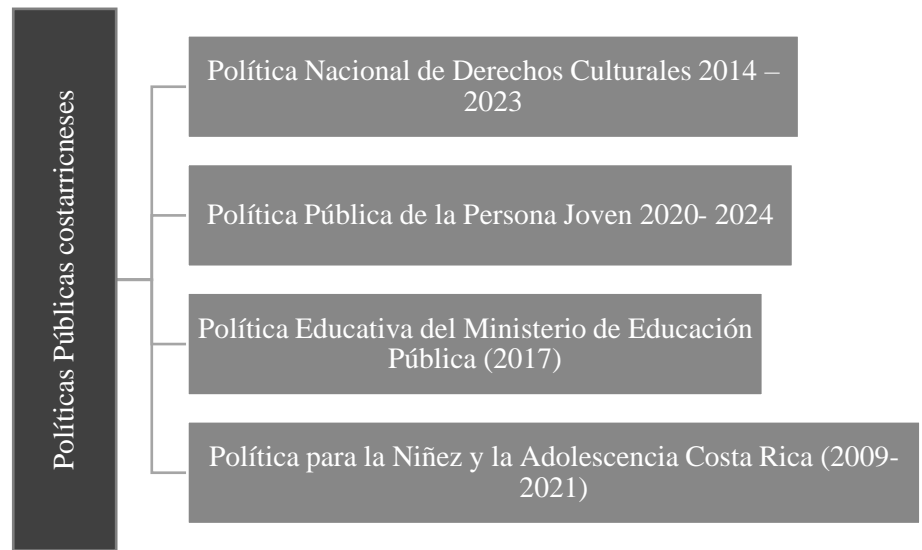 Políticas Públicas costarricneses
Política Nacional de Derechos Culturales 2014 –
2023
Política Pública de la Persona Joven 2020- 2024
Política Educativa del Ministerio de Educación
Pública (2017)
Política para la Niñez y la Adolescencia Costa Rica (2009-
2021)